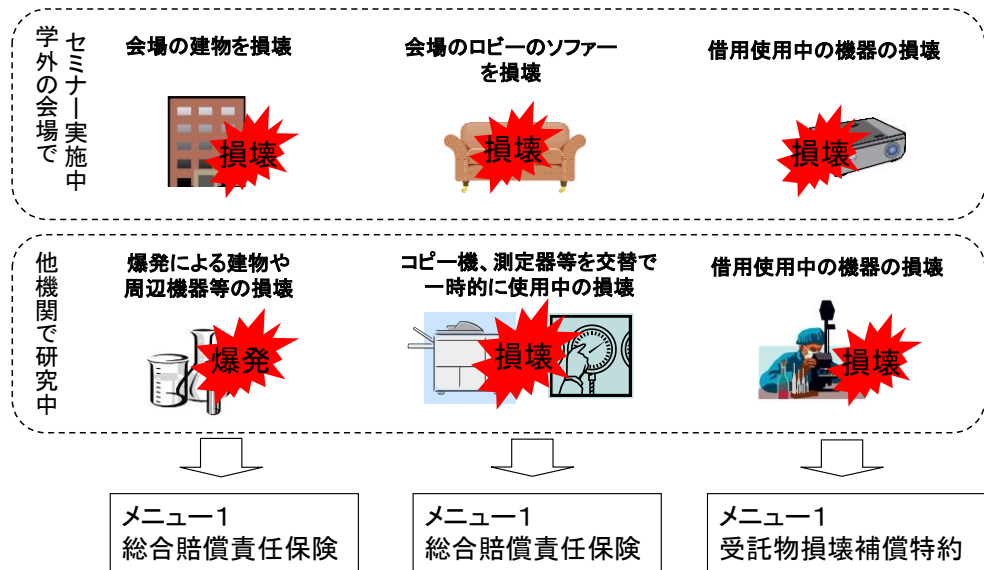 学外の会場で
セミナー実施中
会場の建物を損壊
損壊
会場のロビーのソファー
を損壊
損壊
借用使用中の機器の損壊
損壊
他機関で研究中
爆発による建物や
周辺機器等の損壊
爆発
コピー機、測定器等を交替で
一時的に使用中の損壊
損壊
借用使用中の機器の損壊
損壊
メニュー1
総合賠償責任保険
メニュー1
総合賠償責任保険
メニュー1
受託物損壊補償特約